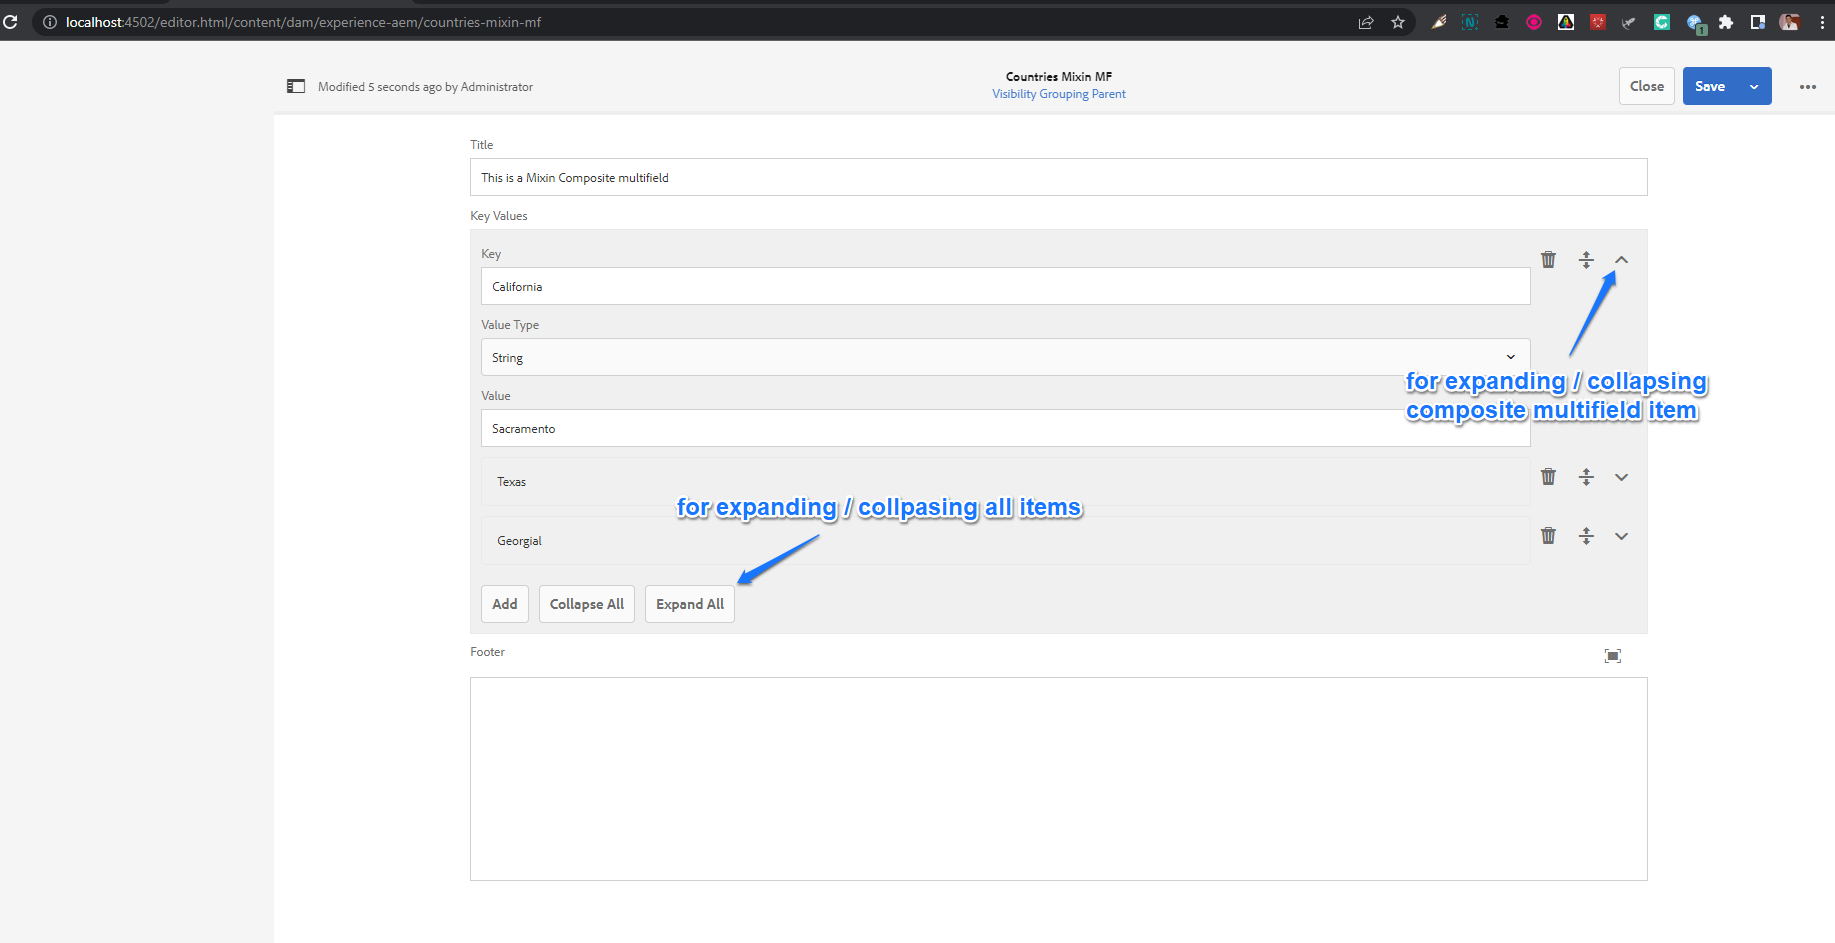 localhost:4502/editor.html/content/dam/experience-aem/countries-mixin-mf
1
Modified 5 seconds ago by Administrator
Countries Mixin MF
Visibility Grouping Parent
Close
Save
Title
This is a Mixin Composite multifield
Key Values
Key
California
Value Type
String
for expanding / collapsing
composite multifield item
Value
Sacramento
Texas
for expanding / collpasing all items
Georgial
Add
Collapse All
Expand All
Footer